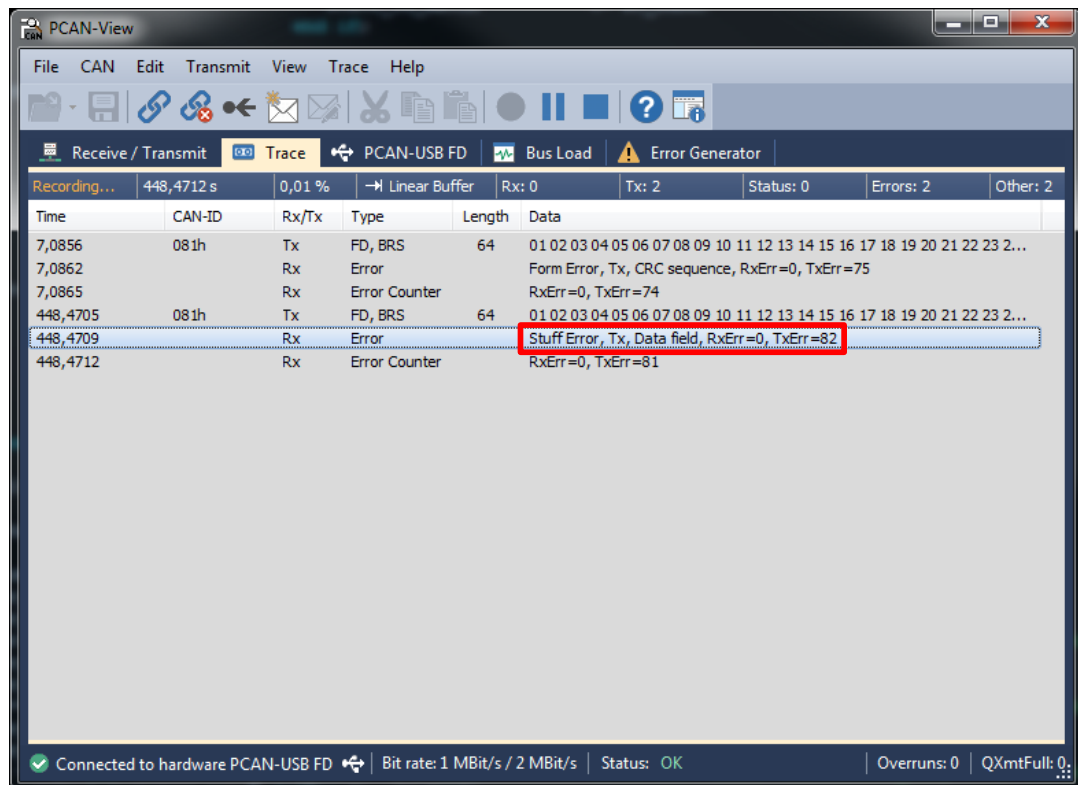 PCAN-View
File CAN Edit Transmit View Trace Help
Receive / Transmit Trace PCAN-USB FD Bus Load Error Generator
Recording... 448,4712 s 0,01 % Linear Buffer Rx: 0 Tx: 2 Status: 0 Errors: 2 Other: 2
Time CAN-ID Rx/Tx Type Length Data
7,0856 081h Tx FD, BRS 64 01 02 03 04 05 06 07 08 09 10 11 12 13 14 15 16 17 18 19 20 21 22 23 2...
7,0862 Rx Error Form Error, Tx, CRC sequence, RxErr=0, TxErr=75
7,0865 Rx Error Counter RxErr=0, TxErr=74
448,4705 081h Tx FD, BRS 64 01 02 03 04 05 06 07 08 09 10 11 12 13 14 15 16 17 18 19 20 21 22 23 2...
448,4709 Rx Error Stuff Error, Tx, Data field, RxErr=0, TxErr=82
448,4712 Rx Error Counter RxErr=0, TxErr=81
Connected to hardware PCAN-USB FD Bit rate: 1 MBit/s / 2 MBit/s Status: OK Overruns: 0 QXmtFull: 0